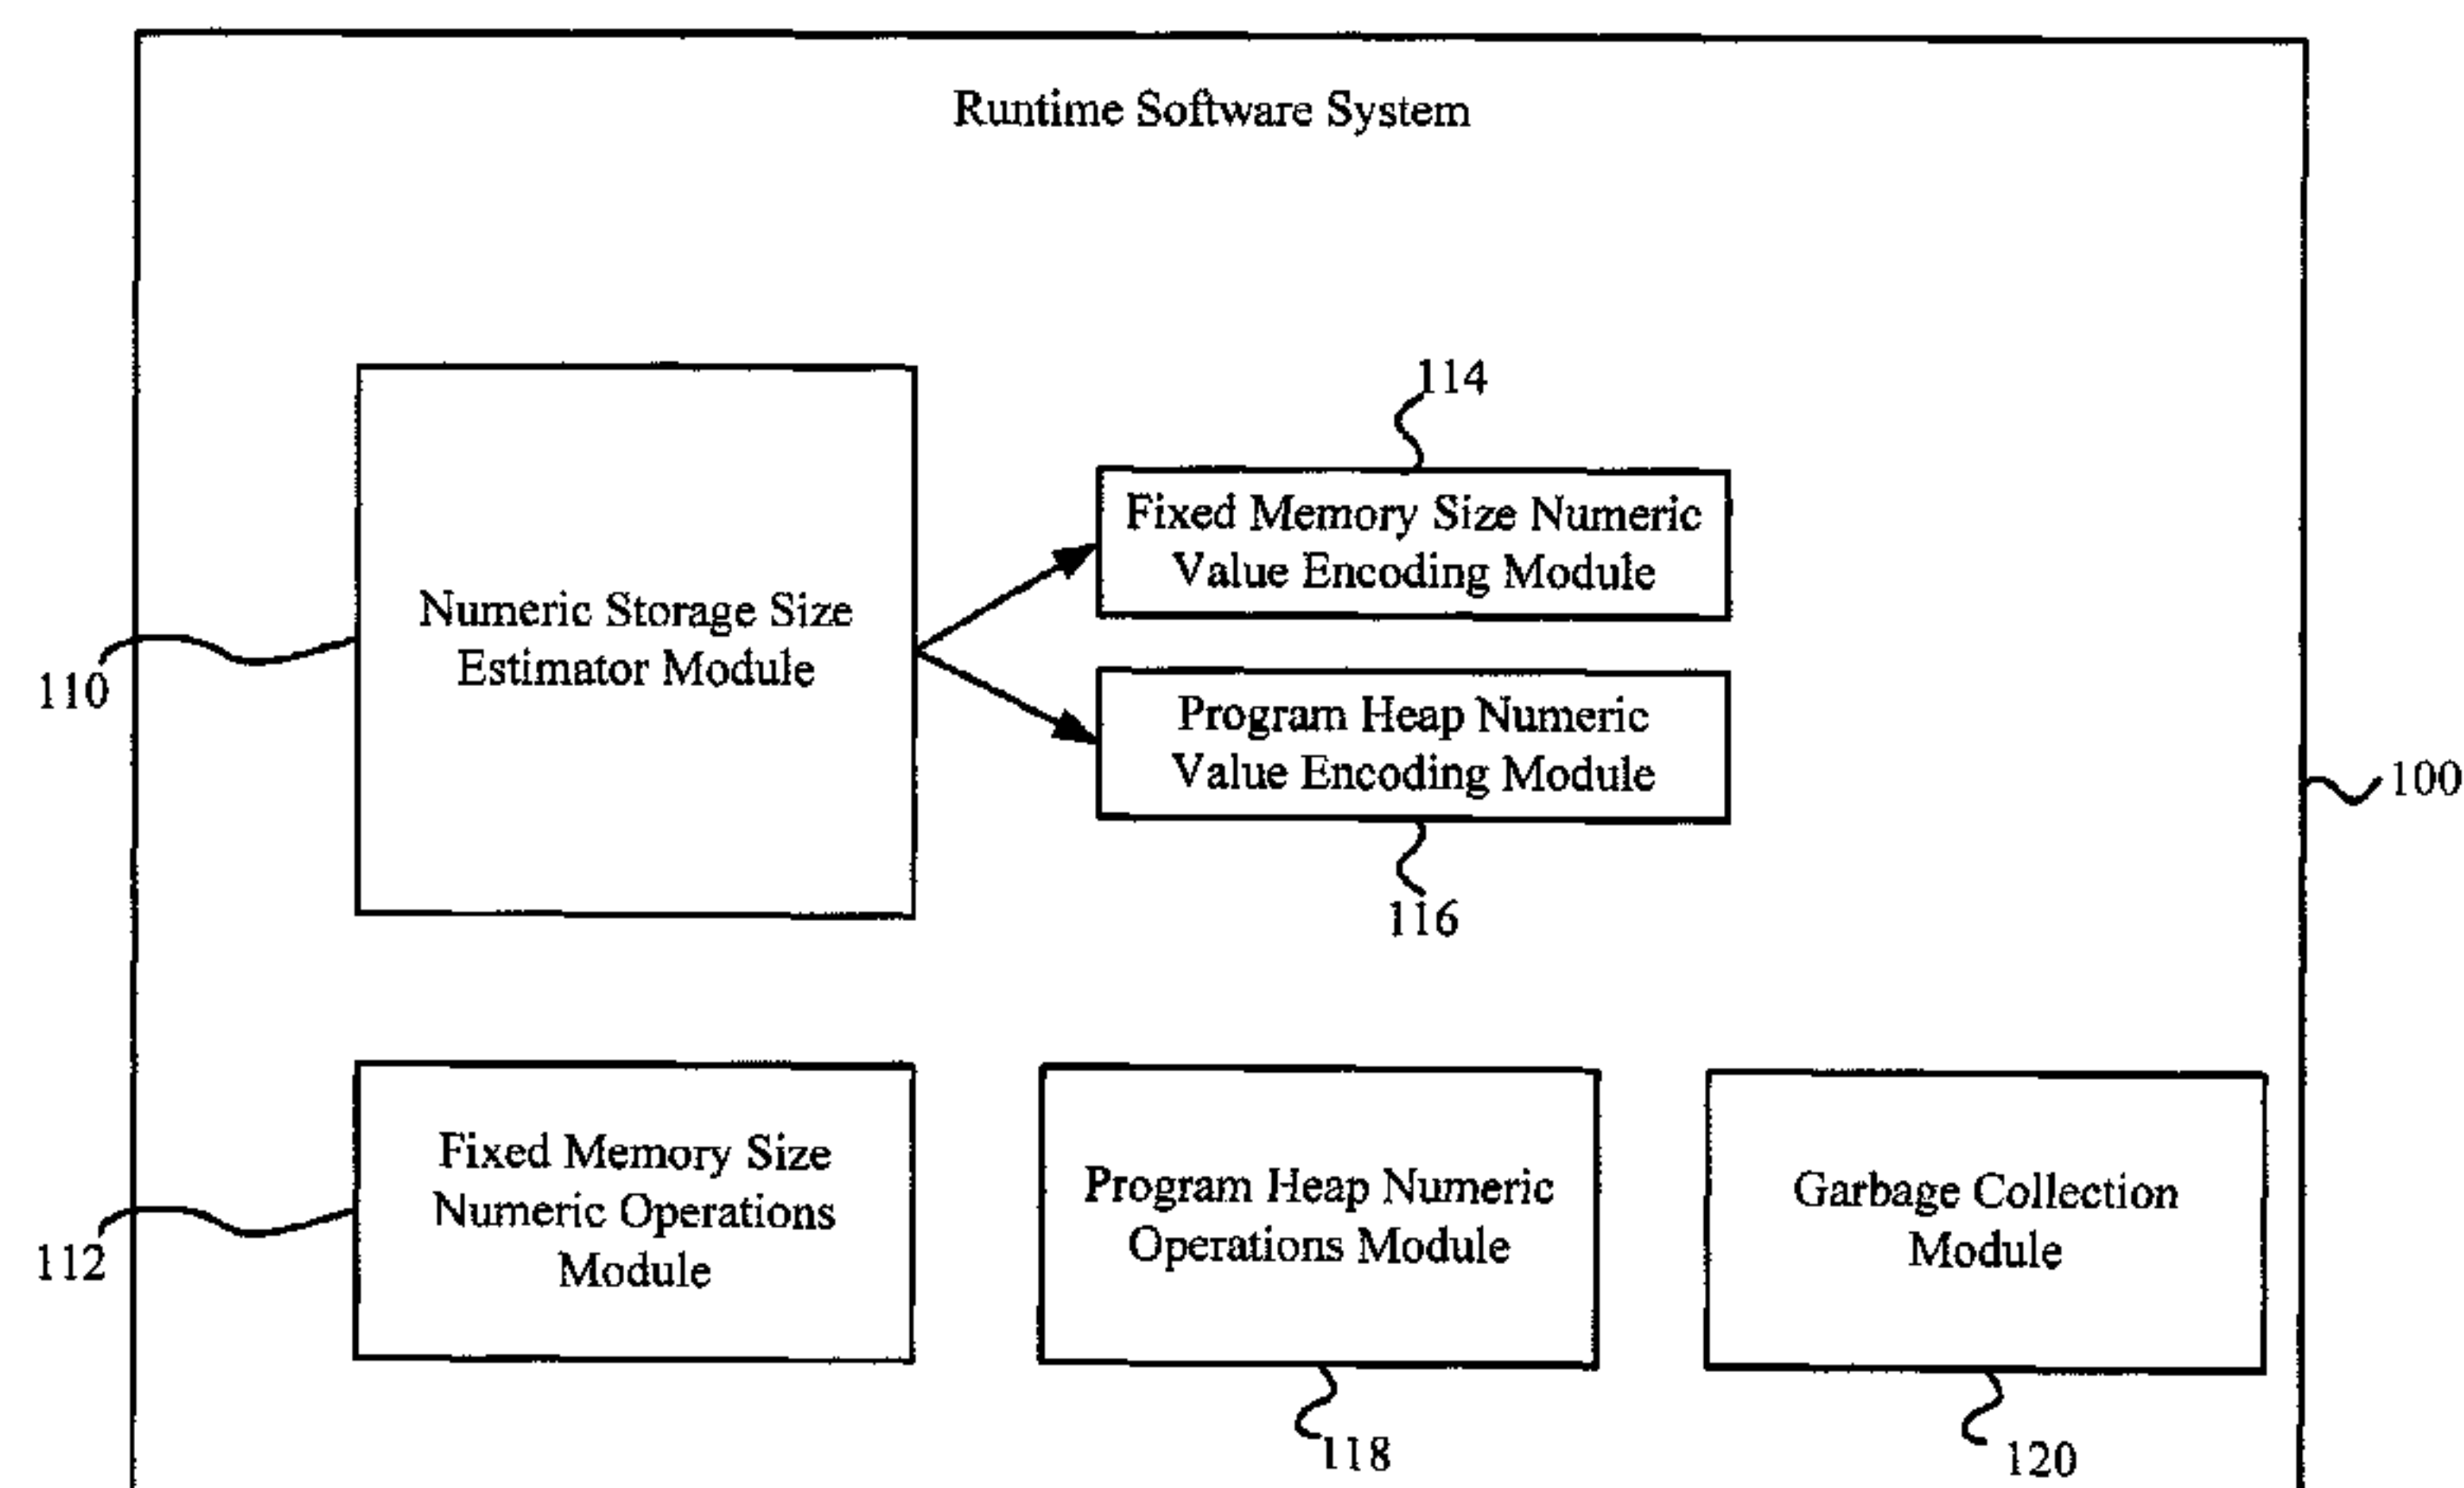 Runtime Software System
114
Fixed Memory Size Numeric
Value Encoding Module
Numeric Storage Size
Estimator Module
110
Program Heap Numeric
Value Encoding Module
100
116
Fixed Memory Size
Numeric Operations
Module
112
Program Heap Numeric
Operations Module
118
Garbage Collection
Module
120